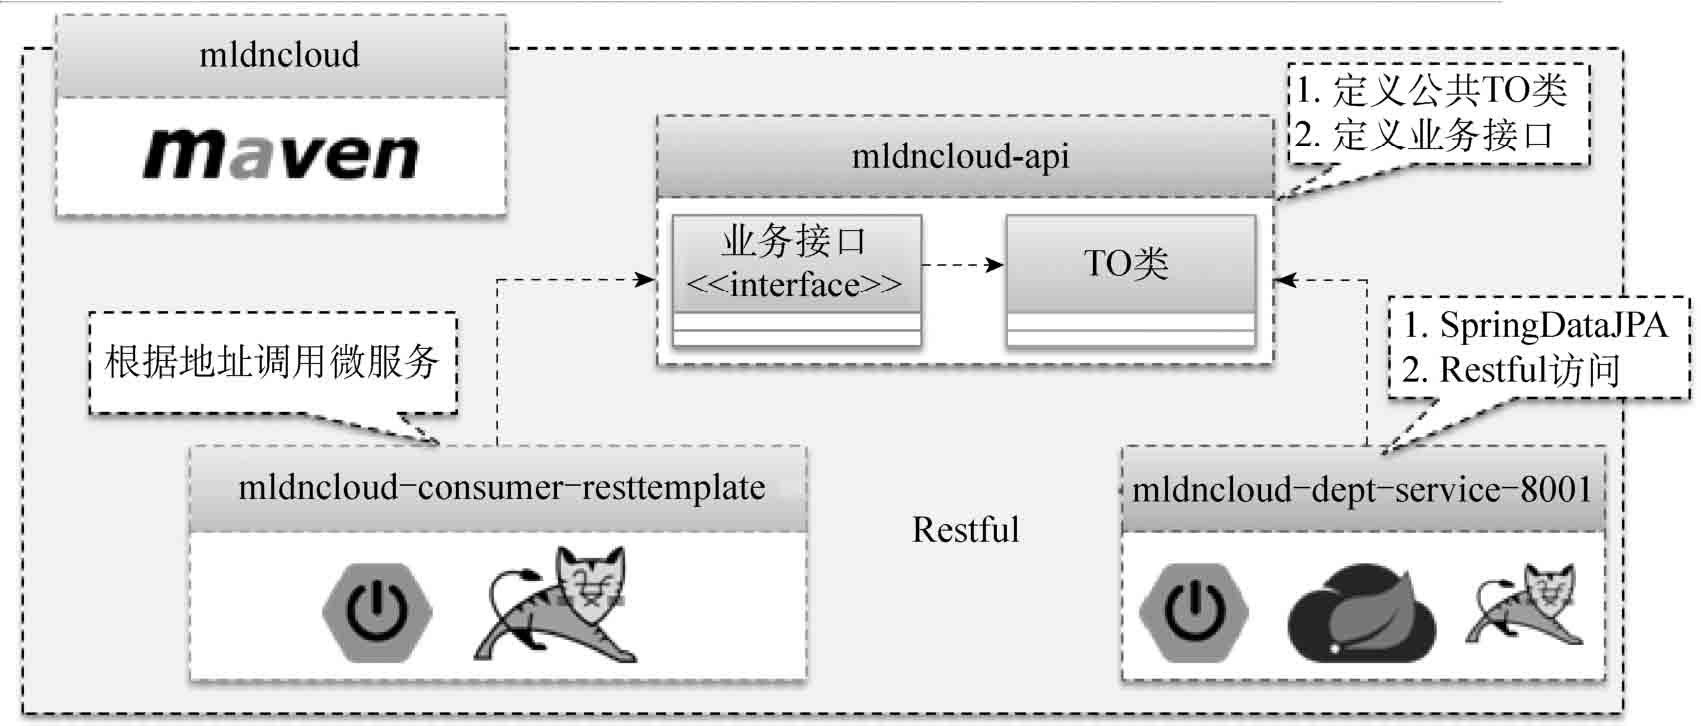 mldncloud
maven
1. 定义公共TO类
2. 定义业务接口
mldncloud-api
业务接口
<<interface>>
TO类
根据地址调用微服务
1. SpringDataJPA
2. Restful访问
mldncloud-consumer-resttemplate
Restful
mldncloud-dept-service-8001